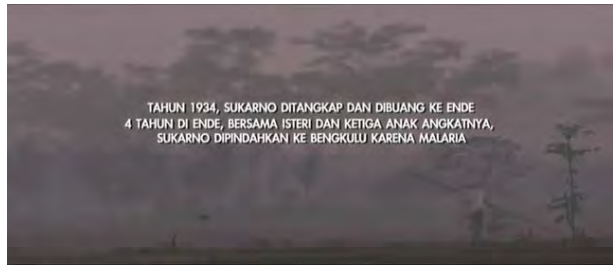 TAHUN 1934, SUKARNO DITANGKAP DAN DIBUANG KE ENDE
4 TAHUN DI ENDE, BERSAMA ISTERI DAN KETIGA ANAK ANGKATNYA,
SUKARNO DIPINDAHKAN KE BENGKULU KARENA MALARIA